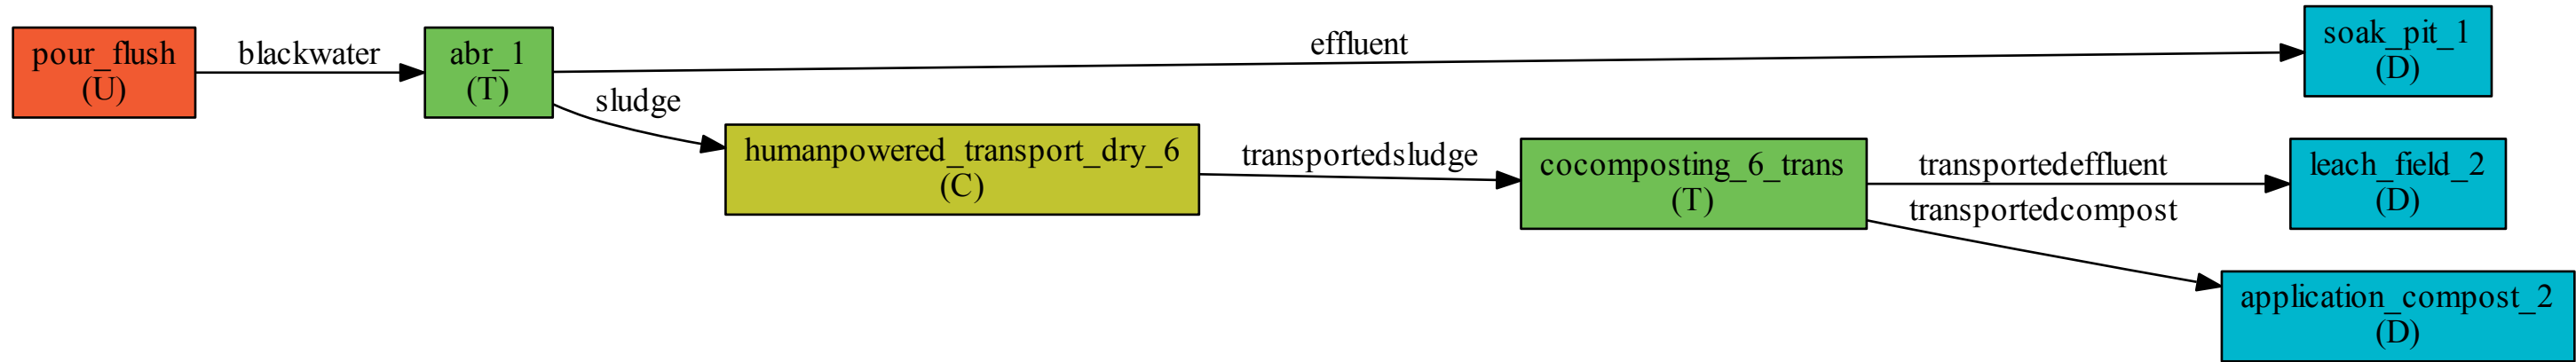 pour_flush
(U)
blackwater
abr_1
(T)
effluent
soak_pit_1
(D)
sludge
humanpowered_transport_dry_6
(C)
transportedsludge
cocomposting_6_trans
(T)
transportedeffluent
leach_field_2
(D)
transportedcompost
application_compost_2
(D)